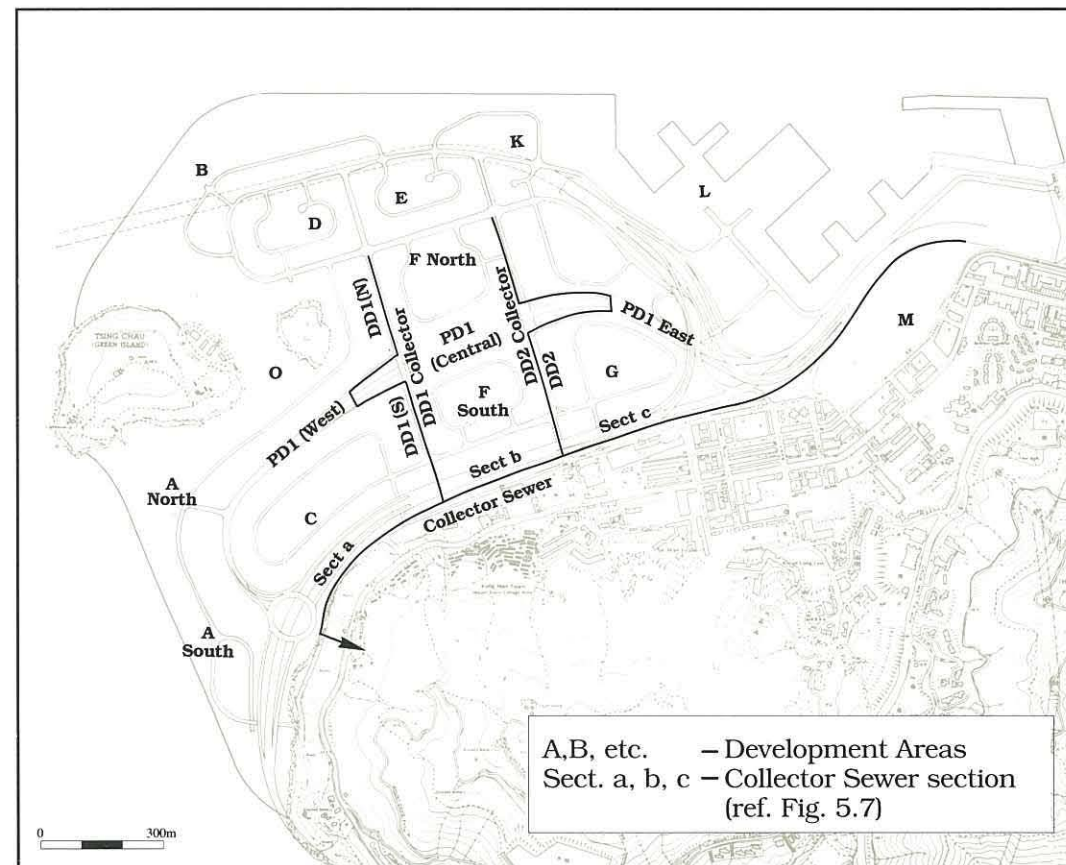 K
B
E
L
D
F North
DD1(N)
DD1 Collector
PD1
(Central)
DD2 Collector
DD2
PD1 East
M
TSING CHAU
(GREEN ISLAND)
O
G
F
South
DD1(S)
PD1 (West)
Sect c
Sect b
Collector Sewer
A
North
C
Sect a
A
South
A,B, etc. – Development Areas
Sect. a, b, c – Collector Sewer section
(ref. Fig. 5.7)
0 300m